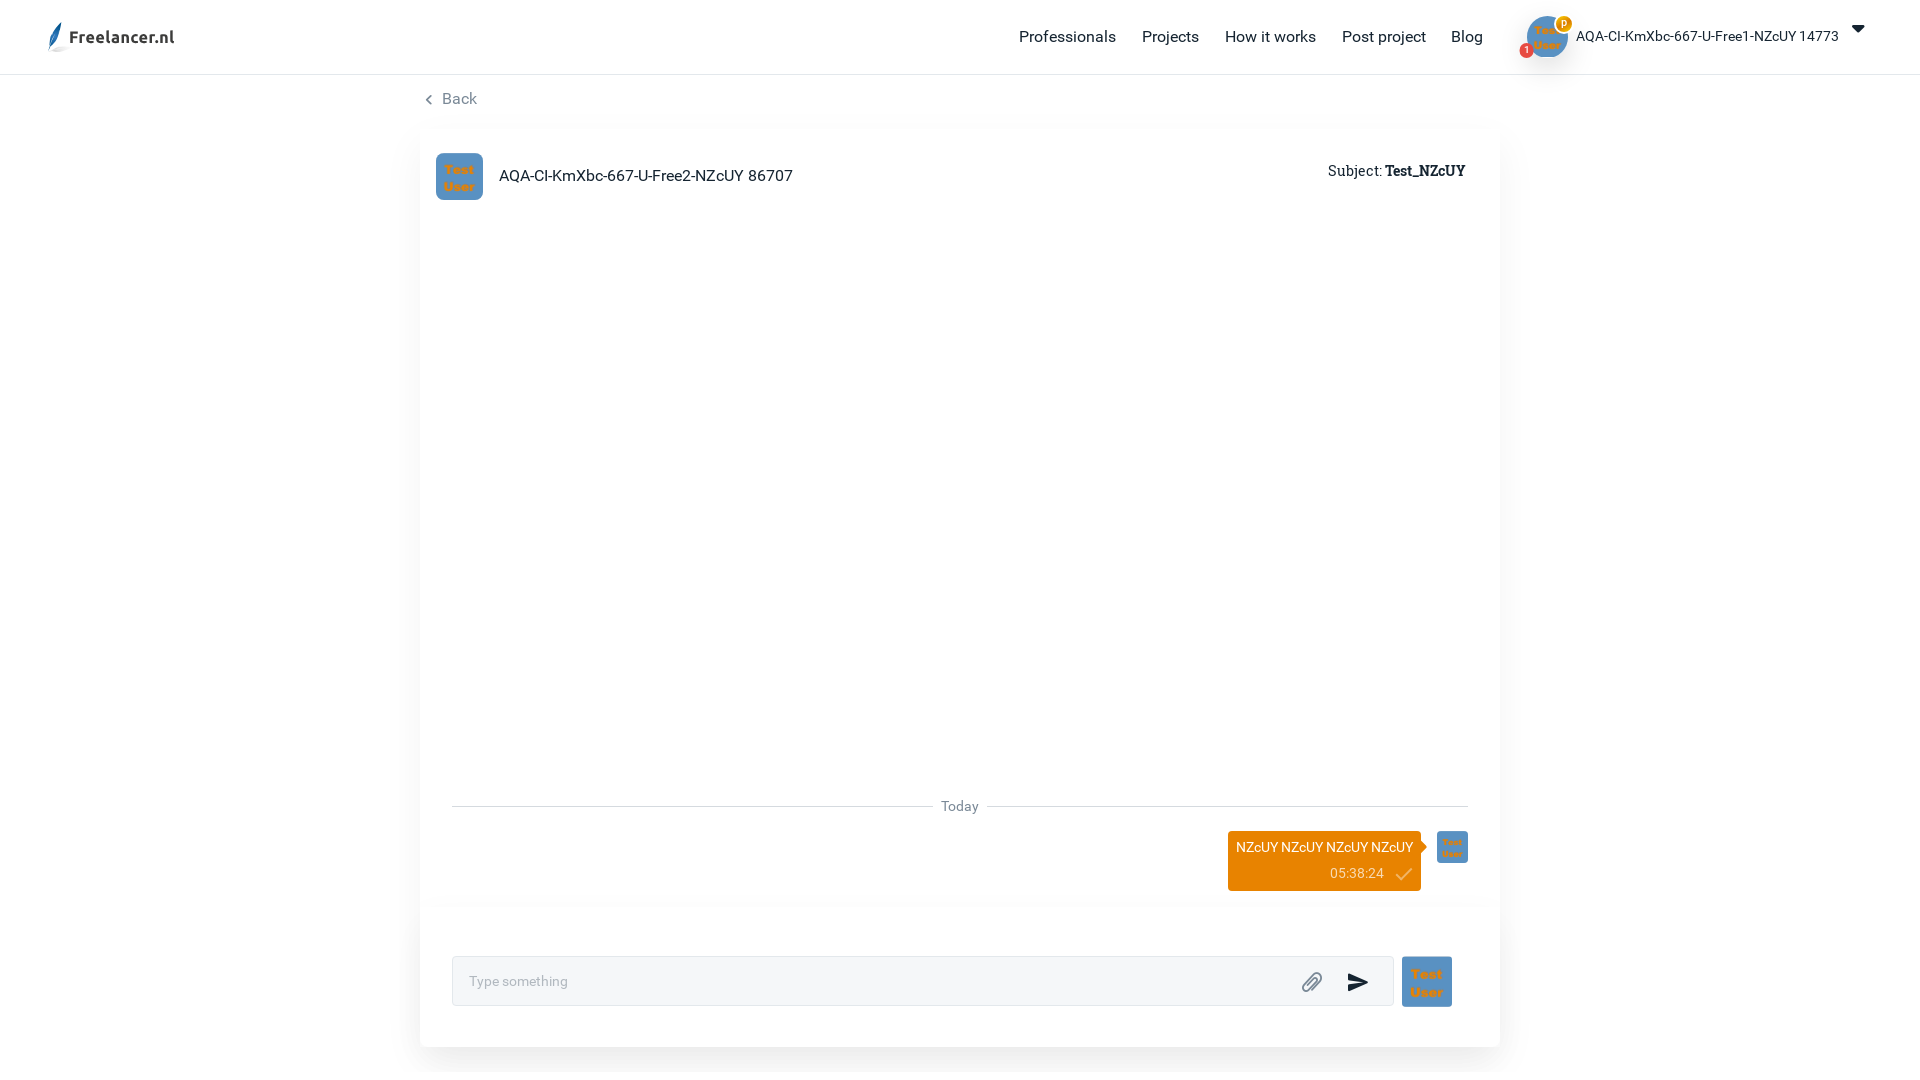 Freelancer.nl
Professionals
Projects
How it works
Post project
Blog
Test
User
p
1
AQA-CI-KmXbc-667-U-Free1-NZcUY 14773
Back
Test
User
AQA-CI-KmXbc-667-U-Free2-NZcUY 86707
Subject: Test_NZcUY
Today
NZcUY NZcUY NZcUY NZcUY
05:38:24
Test
User
Type something
Test
User